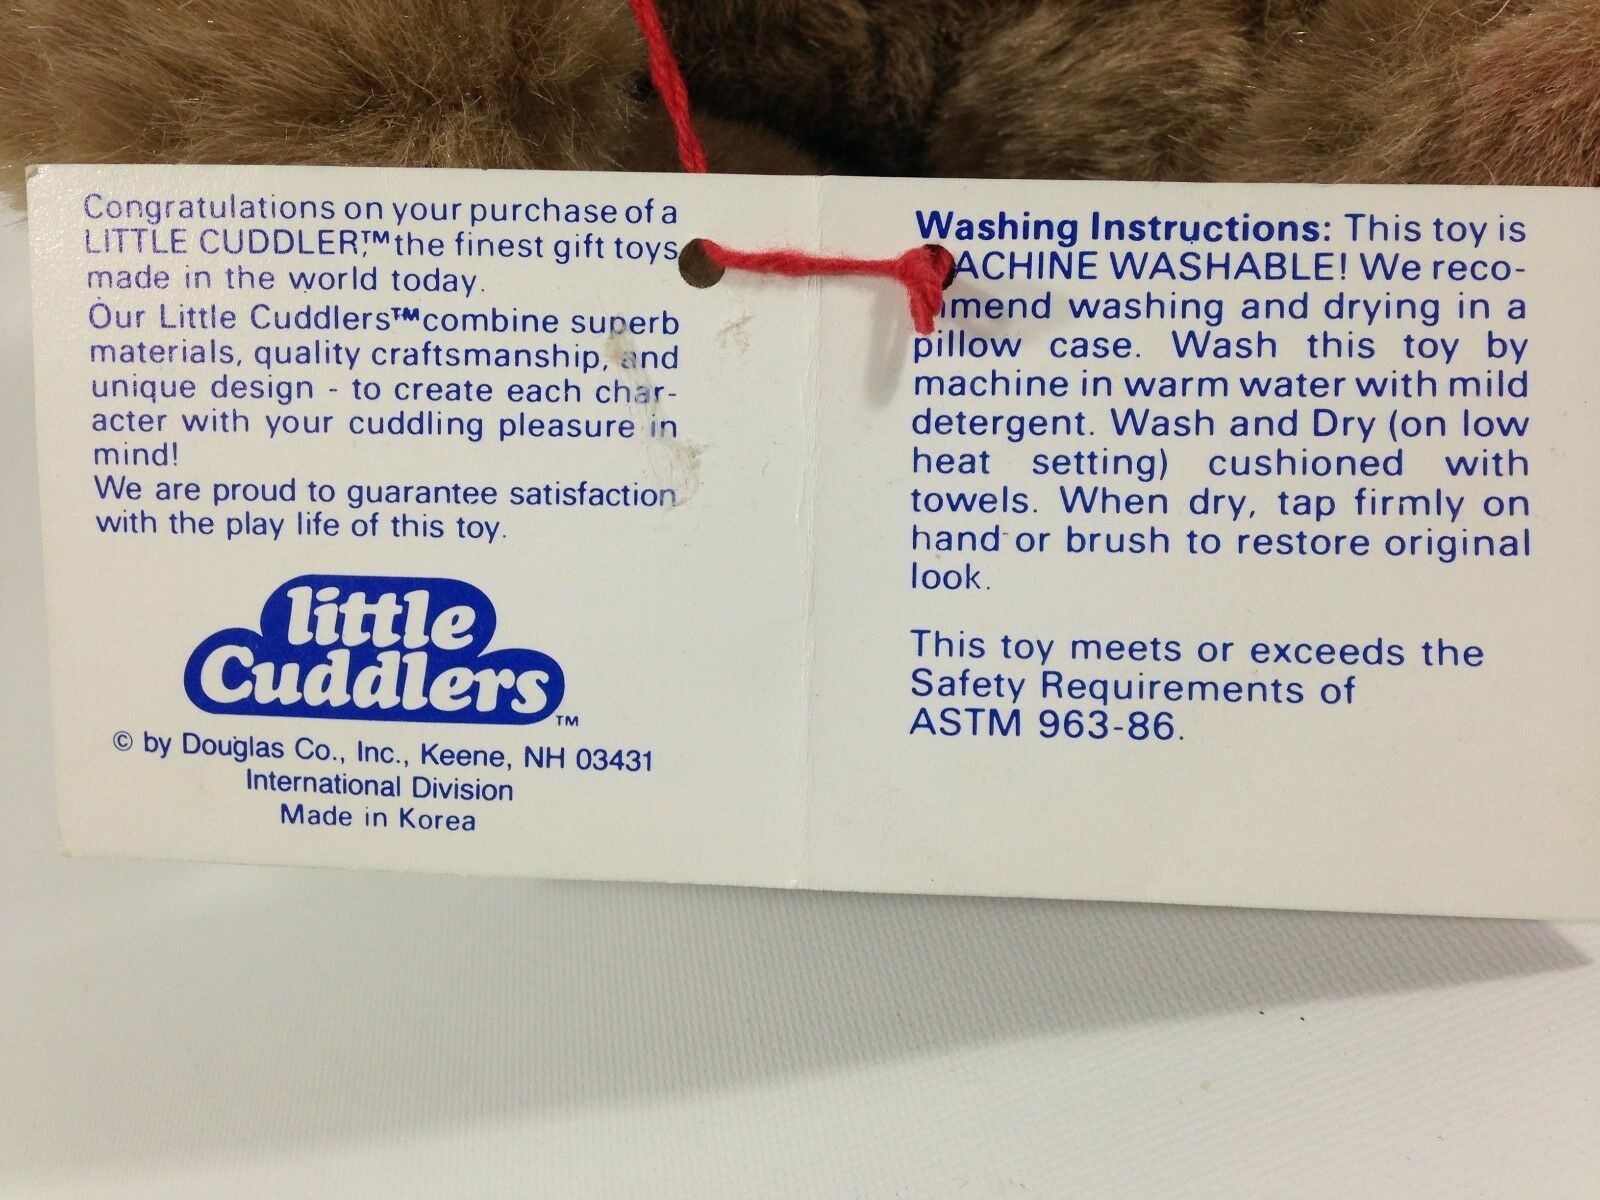 Congratulations on your purchase of a
LITTLE CUDDLER,™ the finest gift toys
made in the world today.
Our Little Cuddlers™ combine superb
materials, quality craftsmanship, and
unique design - to create each char-
acter with your cuddling pleasure in
mind!
We are proud to guarantee satisfaction
with the play life of this toy.
little
Cuddlers™
© by Douglas Co., Inc., Keene, NH 03431
International Division
Made in Korea
Washing Instructions: This toy is
MACHINE WASHABLE! We reco-
mmend washing and drying in a
pillow case. Wash this toy by
machine in warm water with mild
detergent. Wash and Dry (on low
heat setting) cushioned with
towels. When dry, tap firmly on
hand or brush to restore original
look.
This toy meets or exceeds the
Safety Requirements of
ASTM 963-86.